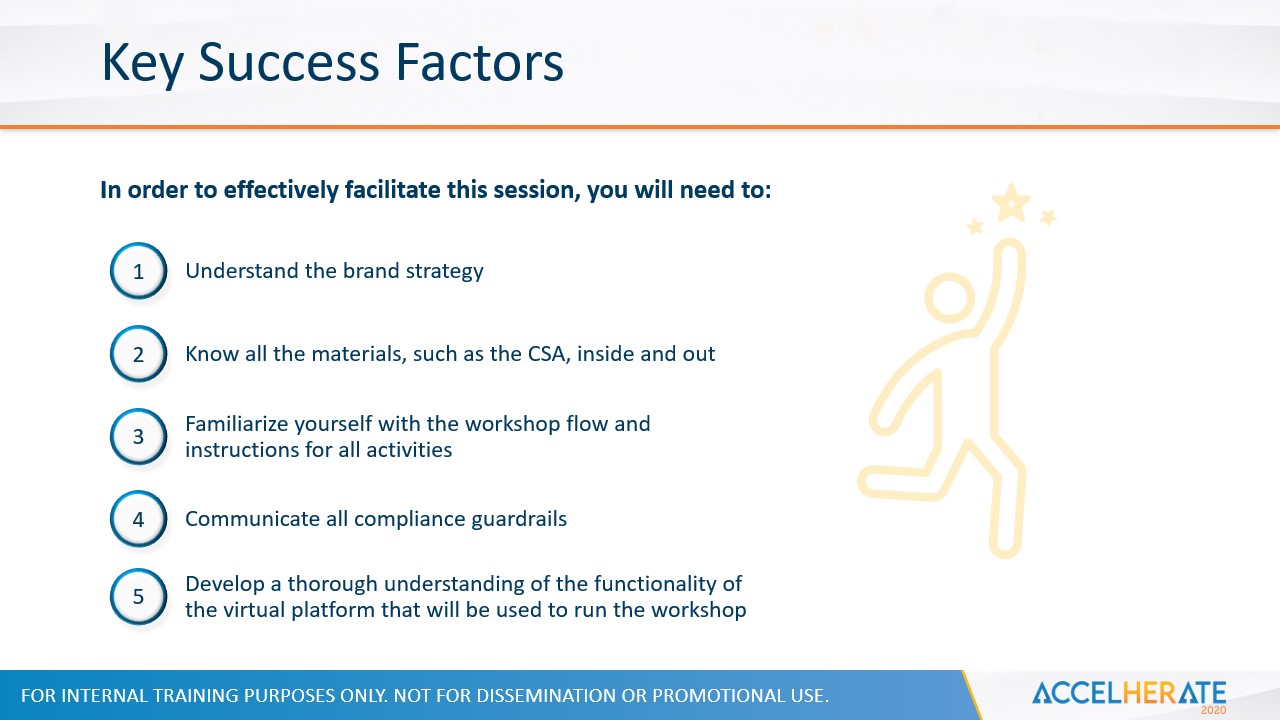 Key Success Factors
In order to effectively facilitate this session, you will need to:
1 Understand the brand strategy
2 Know all the materials, such as the CSA, inside and out
3 Familiarize yourself with the workshop flow and
instructions for all activities
4 Communicate all compliance guardrails
5 Develop a thorough understanding of the functionality of
the virtual platform that will be used to run the workshop
FOR INTERNAL TRAINING PURPOSES ONLY. NOT FOR DISSEMINATION OR PROMOTIONAL USE.
ACCELHERATE
2020